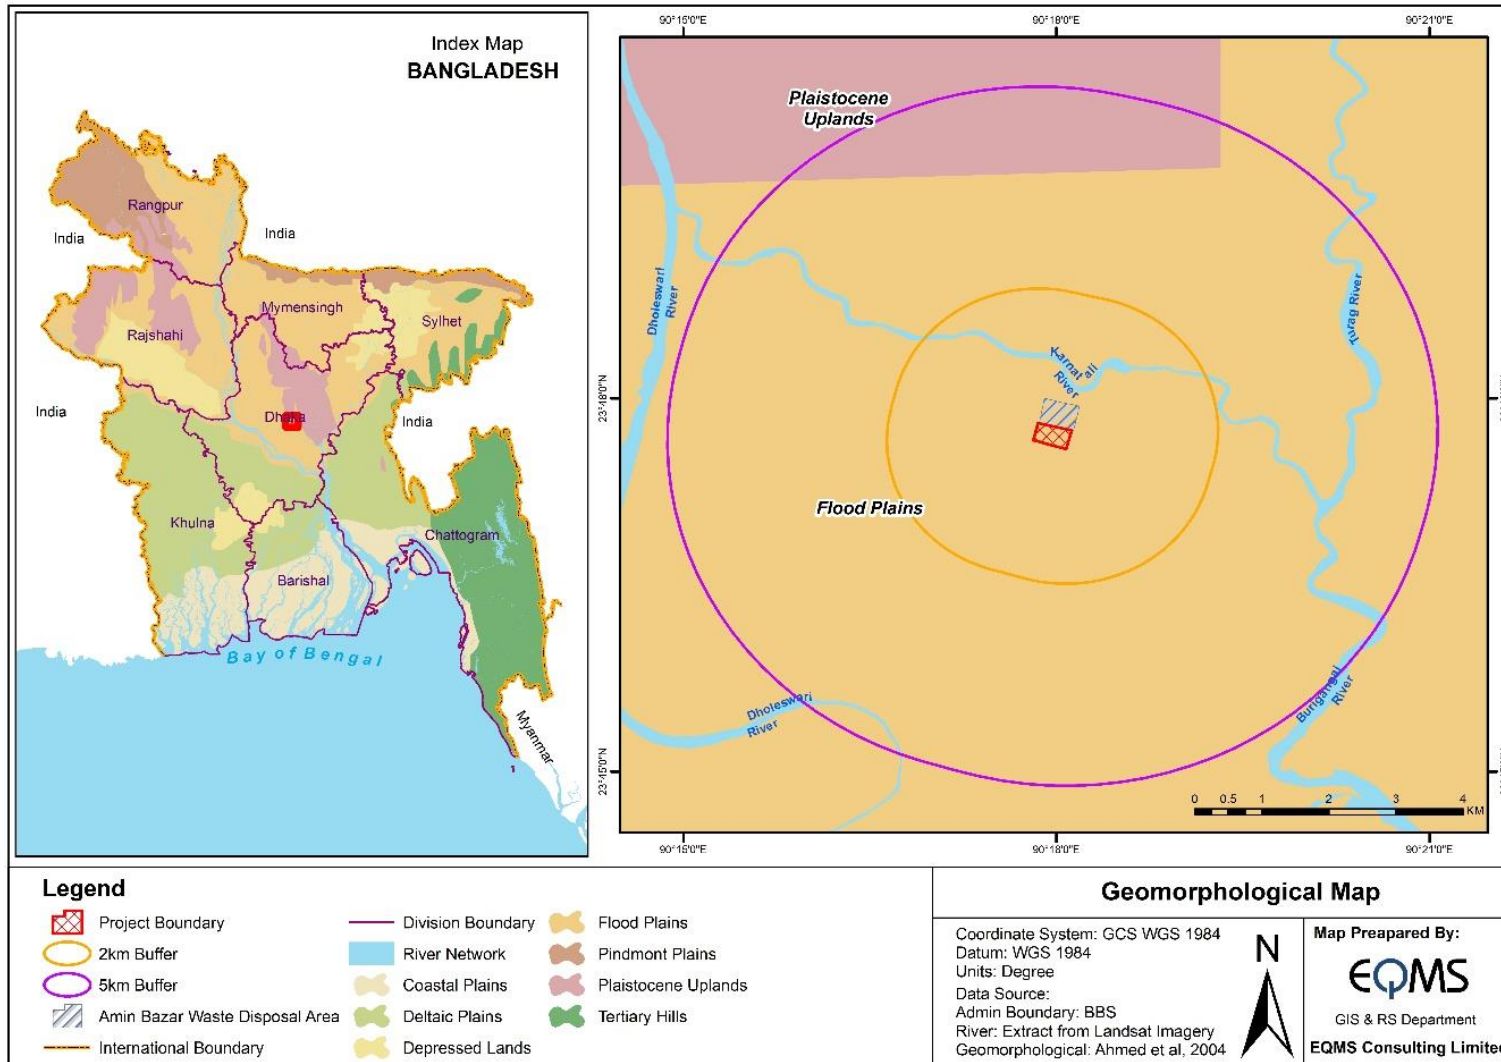 Index Map
BANGLADESH
Rangpur
India
India
Mymensingh
Sylhet
Rajshahi
India
Dhaka
India
Khulna
Chattogram
Barishal
Bay of Bengal
Myanmar
90°15'0"E
90°18'0"E
90°21'0"E
Plaistocene
Uplands
Dholeswari
River
Turag River
Karnatali
River
23°48'0"N
Flood Plains
Dholeswari
River
Buriganga
River
23°45'0"N
0 0.5 1 2 3 4
KM
90°15'0"E
90°18'0"E
90°21'0"E
Legend
Project Boundary
2km Buffer
5km Buffer
Amin Bazar Waste Disposal Area
International Boundary
Division Boundary
River Network
Coastal Plains
Deltaic Plains
Depressed Lands
Flood Plains
Pindmont Plains
Plaistocene Uplands
Tertiary Hills
Geomorphological Map
Coordinate System: GCS WGS 1984
Datum: WGS 1984
Units: Degree
Data Source:
Admin Boundary: BBS
River: Extract from Landsat Imagery
Geomorphological: Ahmed et al, 2004
N
Map Preapared By:
EQMS
GIS & RS Department
EQMS Consulting Limited